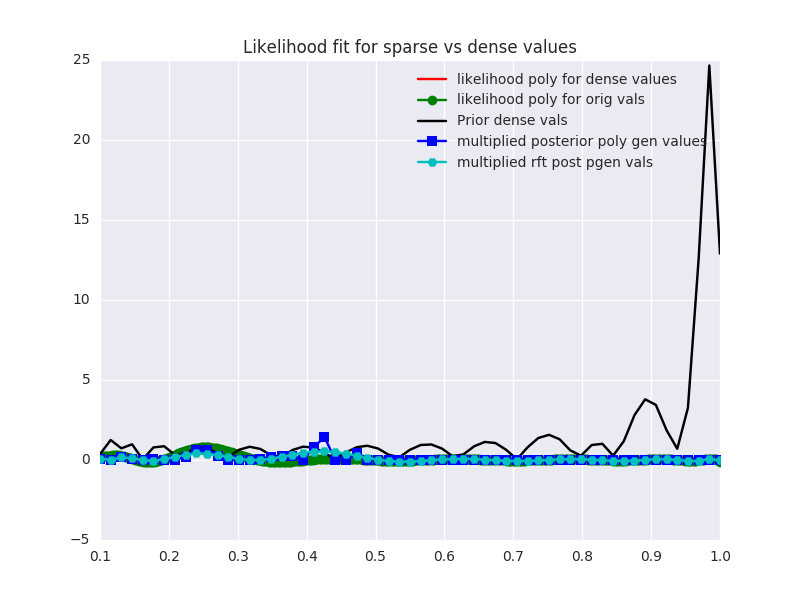 Likelihood fit for sparse vs dense values
25
20
15
10
5
0
−5
likelihood poly for dense values
likelihood poly for orig vals
Prior dense vals
multiplied posterior poly gen values
multiplied rft post pgen vals
0.1 0.2 0.3 0.4 0.5 0.6 0.7 0.8 0.9 1.0